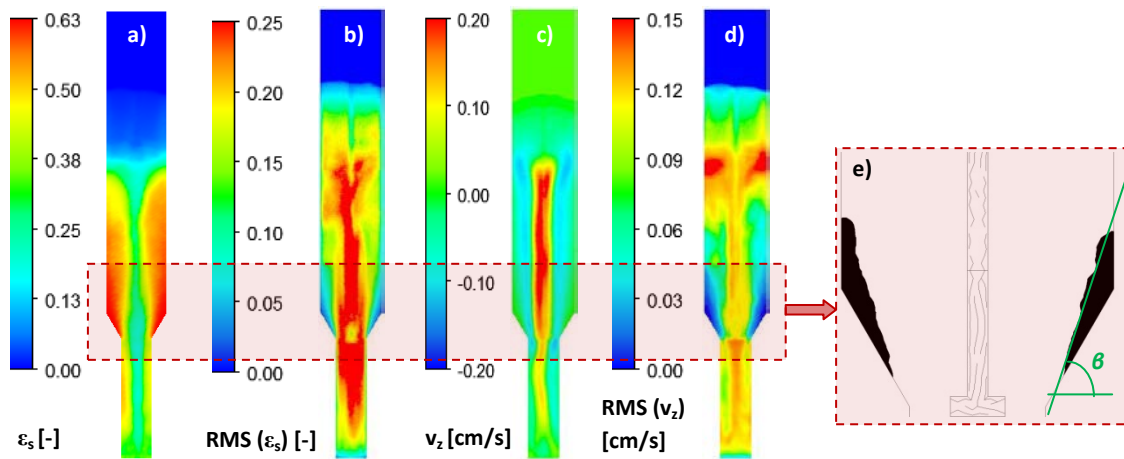 a)
0.63
0.50
0.38
0.25
0.13
0.00
εs [-]
b)
0.25
0.20
0.15
0.10
0.05
0.00
RMS (εs) [-]
c)
0.20
0.10
0.00
-0.10
-0.20
vz [cm/s]
d)
0.15
0.12
0.09
0.06
0.03
0.00
RMS (vz)
[cm/s]
e)
β